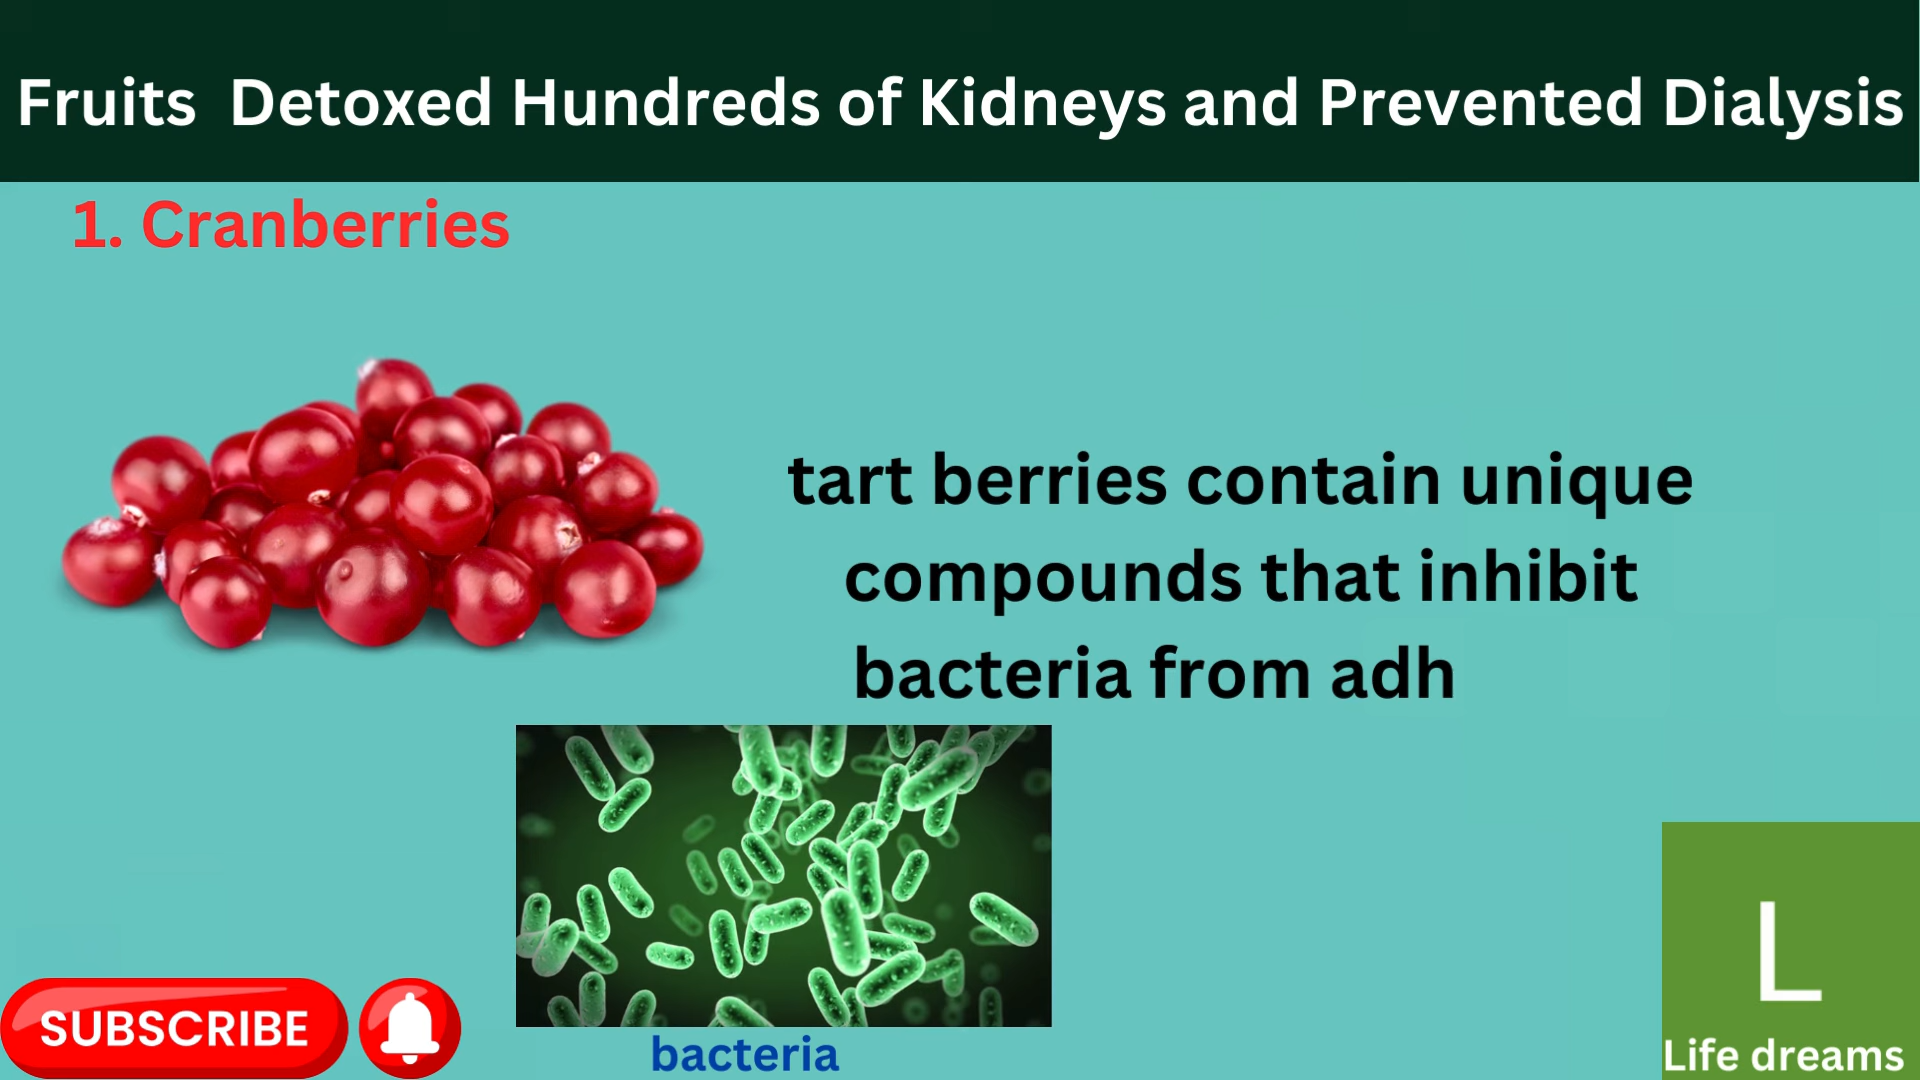 Fruits  Detoxed Hundreds of Kidneys and Prevented Dialysis
1. Cranberries
tart berries contain unique
compounds that inhibit
bacteria from adh
bacteria
SUBSCRIBE
L
Life dreams